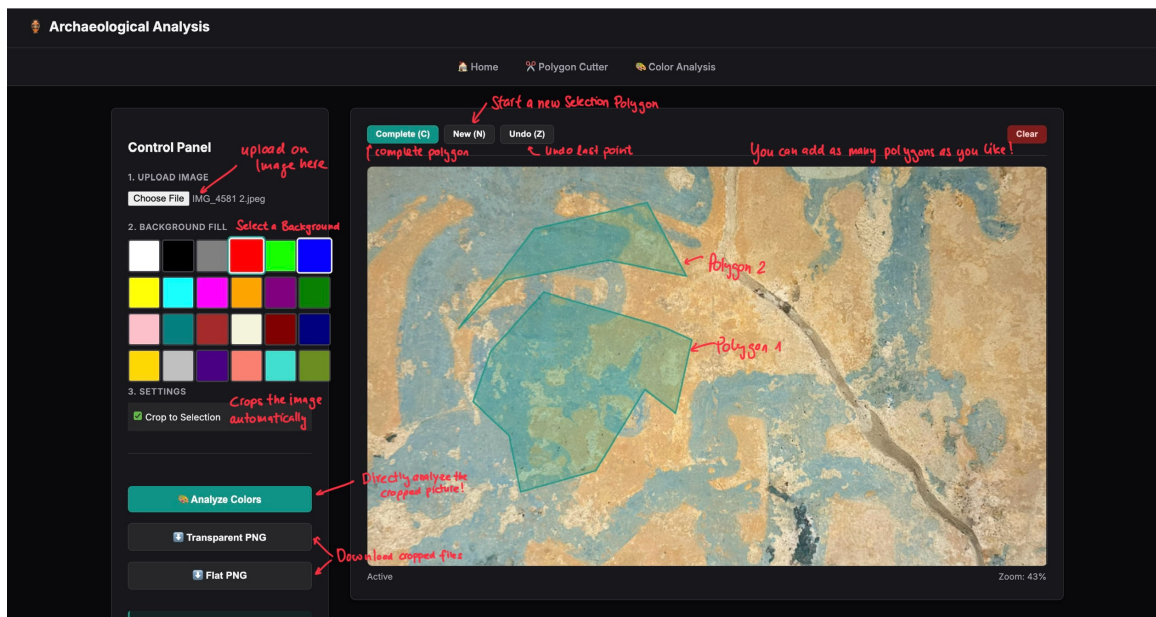 🏺 Archaeological Analysis
🏠 Home
✂️ Polygon Cutter
🎨 Color Analysis
Start a new Selection Polygon
Control Panel
upload an
Image here
1. UPLOAD IMAGE
Choose File IMG_4581 2.jpeg
2. BACKGROUND FILL
Select a Background
3. SETTINGS
✅ Crop to Selection
Crops the image
automatically
🎨 Analyze Colors
Directly analyze the
cropped picture!
⬇️ Transparent PNG
Download cropped files
⬇️ Flat PNG
Complete (C)
New (N)
Undo (Z)
Clear
complete polygon
Undo last point
You can add as many polygons as you like!
Polygon 2
Polygon 1
Active
Zoom: 43%